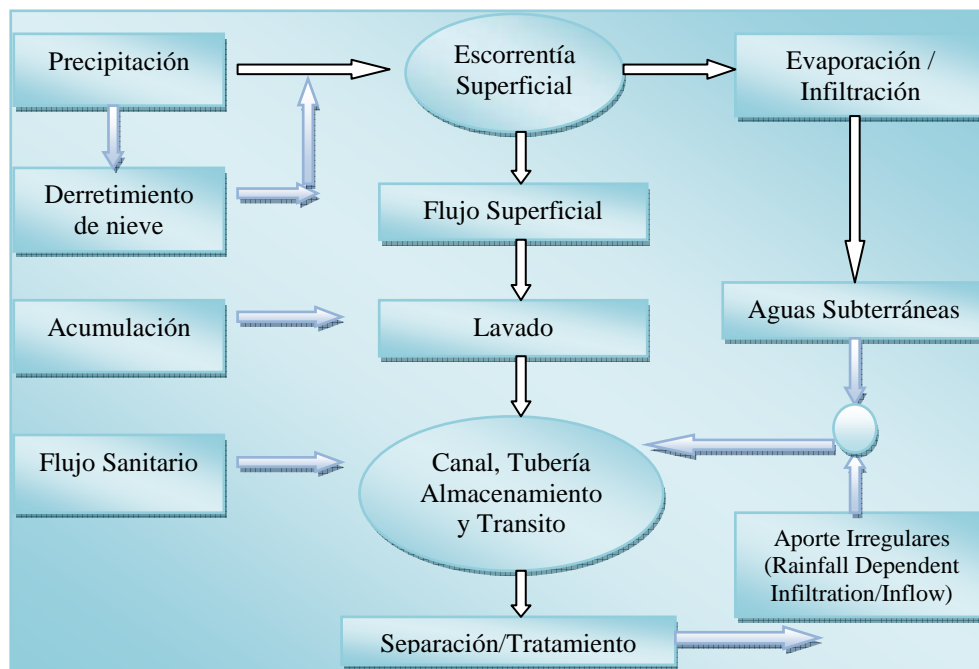 Precipitación
Escorrentía
Superficial
Evaporación /
Infiltración
Derretimiento
de nieve
Flujo Superficial
Acumulación
Lavado
Aguas Subterráneas
Flujo Sanitario
Canal, Tubería
Almacenamiento
y Transito
Aporte Irregulares
(Rainfall Dependent
Infiltration/Inflow)
Separación/Tratamiento